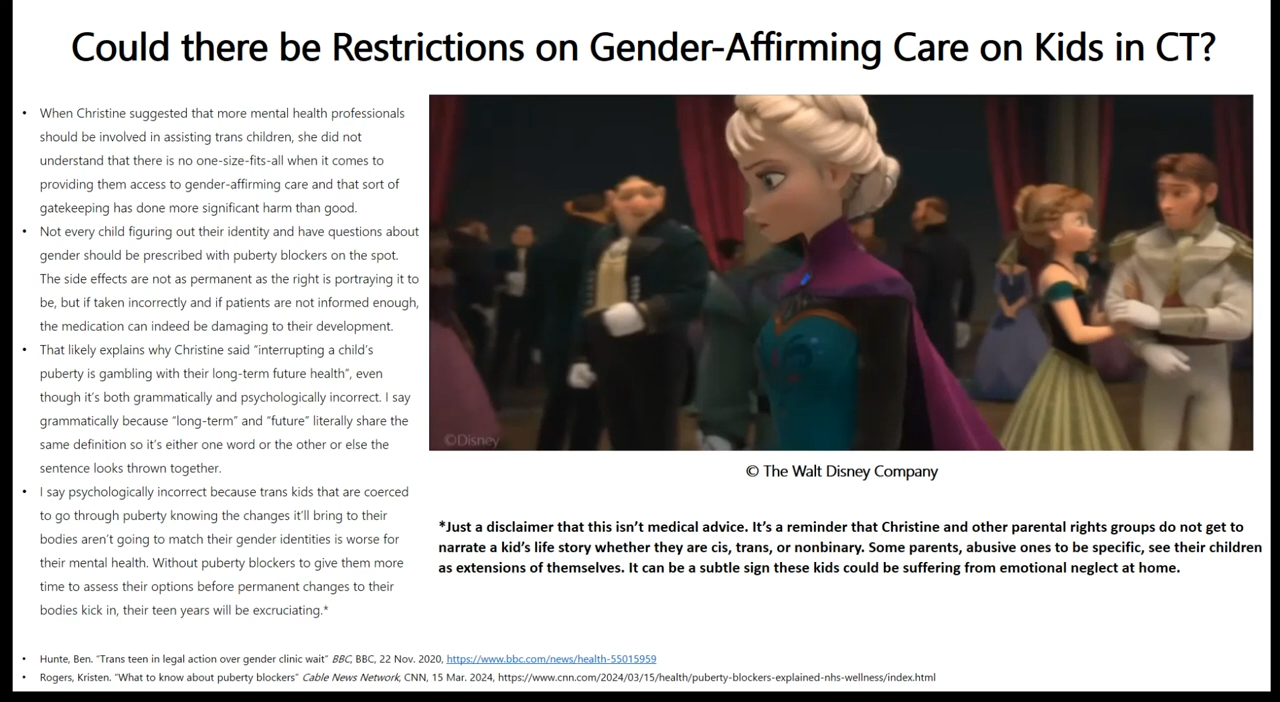 Could there be Restrictions on Gender-Affirming Care on Kids in CT?
• When Christine suggested that more mental health professionals
should be involved in assisting trans children, she did not
understand that there is no one-size-fits-all when it comes to
providing them access to gender-affirming care and that sort of
gatekeeping has done more significant harm than good.
• Not every child figuring out their identity and have questions about
gender should be prescribed with puberty blockers on the spot.
The side effects are not as permanent as the right is portraying it to
be, but if taken incorrectly and if patients are not informed enough,
the medication can indeed be damaging to their development.
• That likely explains why Christine said “interrupting a child’s
puberty is gambling with their long-term future health”, even
though it’s both grammatically and psychologically incorrect. I say
grammatically because “long-term” and “future” literally share the
same definition so it’s either one word or the other or else the
sentence looks thrown together.
• I say psychologically incorrect because trans kids that are coerced
to go through puberty knowing the changes it’ll bring to their
bodies aren’t going to match their gender identities is worse for
their mental health. Without puberty blockers to give them more
time to assess their options before permanent changes to their
bodies kick in, their teen years will be excruciating.*
©Disney
© The Walt Disney Company
*Just a disclaimer that this isn’t medical advice. It’s a reminder that Christine and other parental rights groups do not get to
narrate a kid’s life story whether they are cis, trans, or nonbinary. Some parents, abusive ones to be specific, see their children
as extensions of themselves. It can be a subtle sign these kids could be suffering from emotional neglect at home.
• Hunte, Ben. “Trans teen in legal action over gender clinic wait” BBC, BBC, 22 Nov. 2020, https://www.bbc.com/news/health-55015959
• Rogers, Kristen. “What to know about puberty blockers” Cable News Network, CNN, 15 Mar. 2024, https://www.cnn.com/2024/03/15/health/puberty-blockers-explained-nhs-wellness/index.html